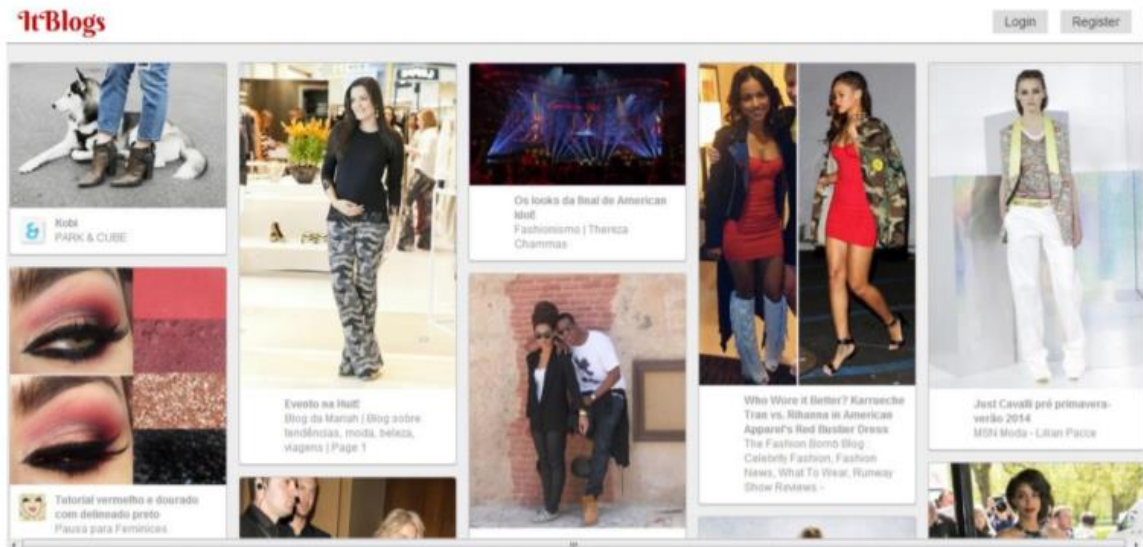 ItBlogs
Login
Register
Kobi
PARK & CUBE
Tutorial vermelho e dourado
com delineado preto
Pausa para Feminices
Evento na Huit!
Blog da Mariah | Blog sobre
tendências, moda, beleza,
viagens | Page 1
Os looks da final de American
Idol!
Fashionismo | Thereza
Chammas
Who Wore it Better? Karrueche
Tran vs. Rihanna in American
Apparel's Red Bustier Dress
The Fashion Bomb Blog :
Celebrity Fashion, Fashion
News, What To Wear, Runway
Show Reviews -
Just Cavalli pré primavera-
verão 2014
MSN Moda - Lilian Pacce